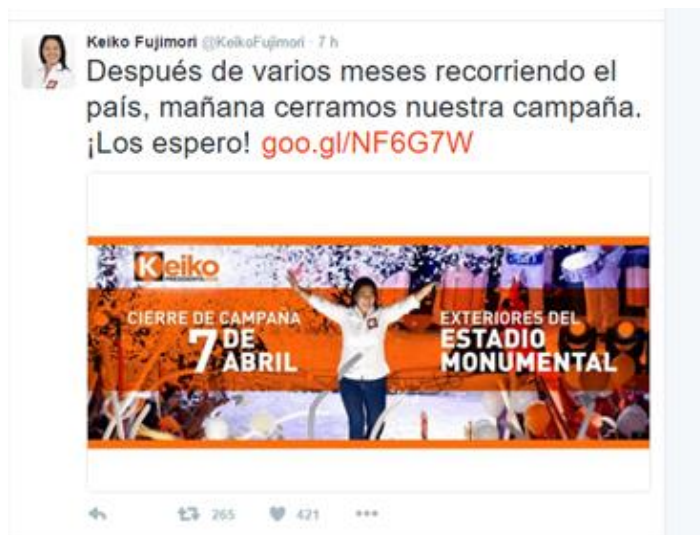 Keiko Fujimori @KeikoFujimori · 7 h
Después de varios meses recorriendo el
país, mañana cerramos nuestra campaña.
¡Los espero! goo.gl/NF6G7W
Keiko
CIERRE DE CAMPAÑA
7 DE
ABRIL
EXTERIORES DEL
ESTADIO
MONUMENTAL
265
421